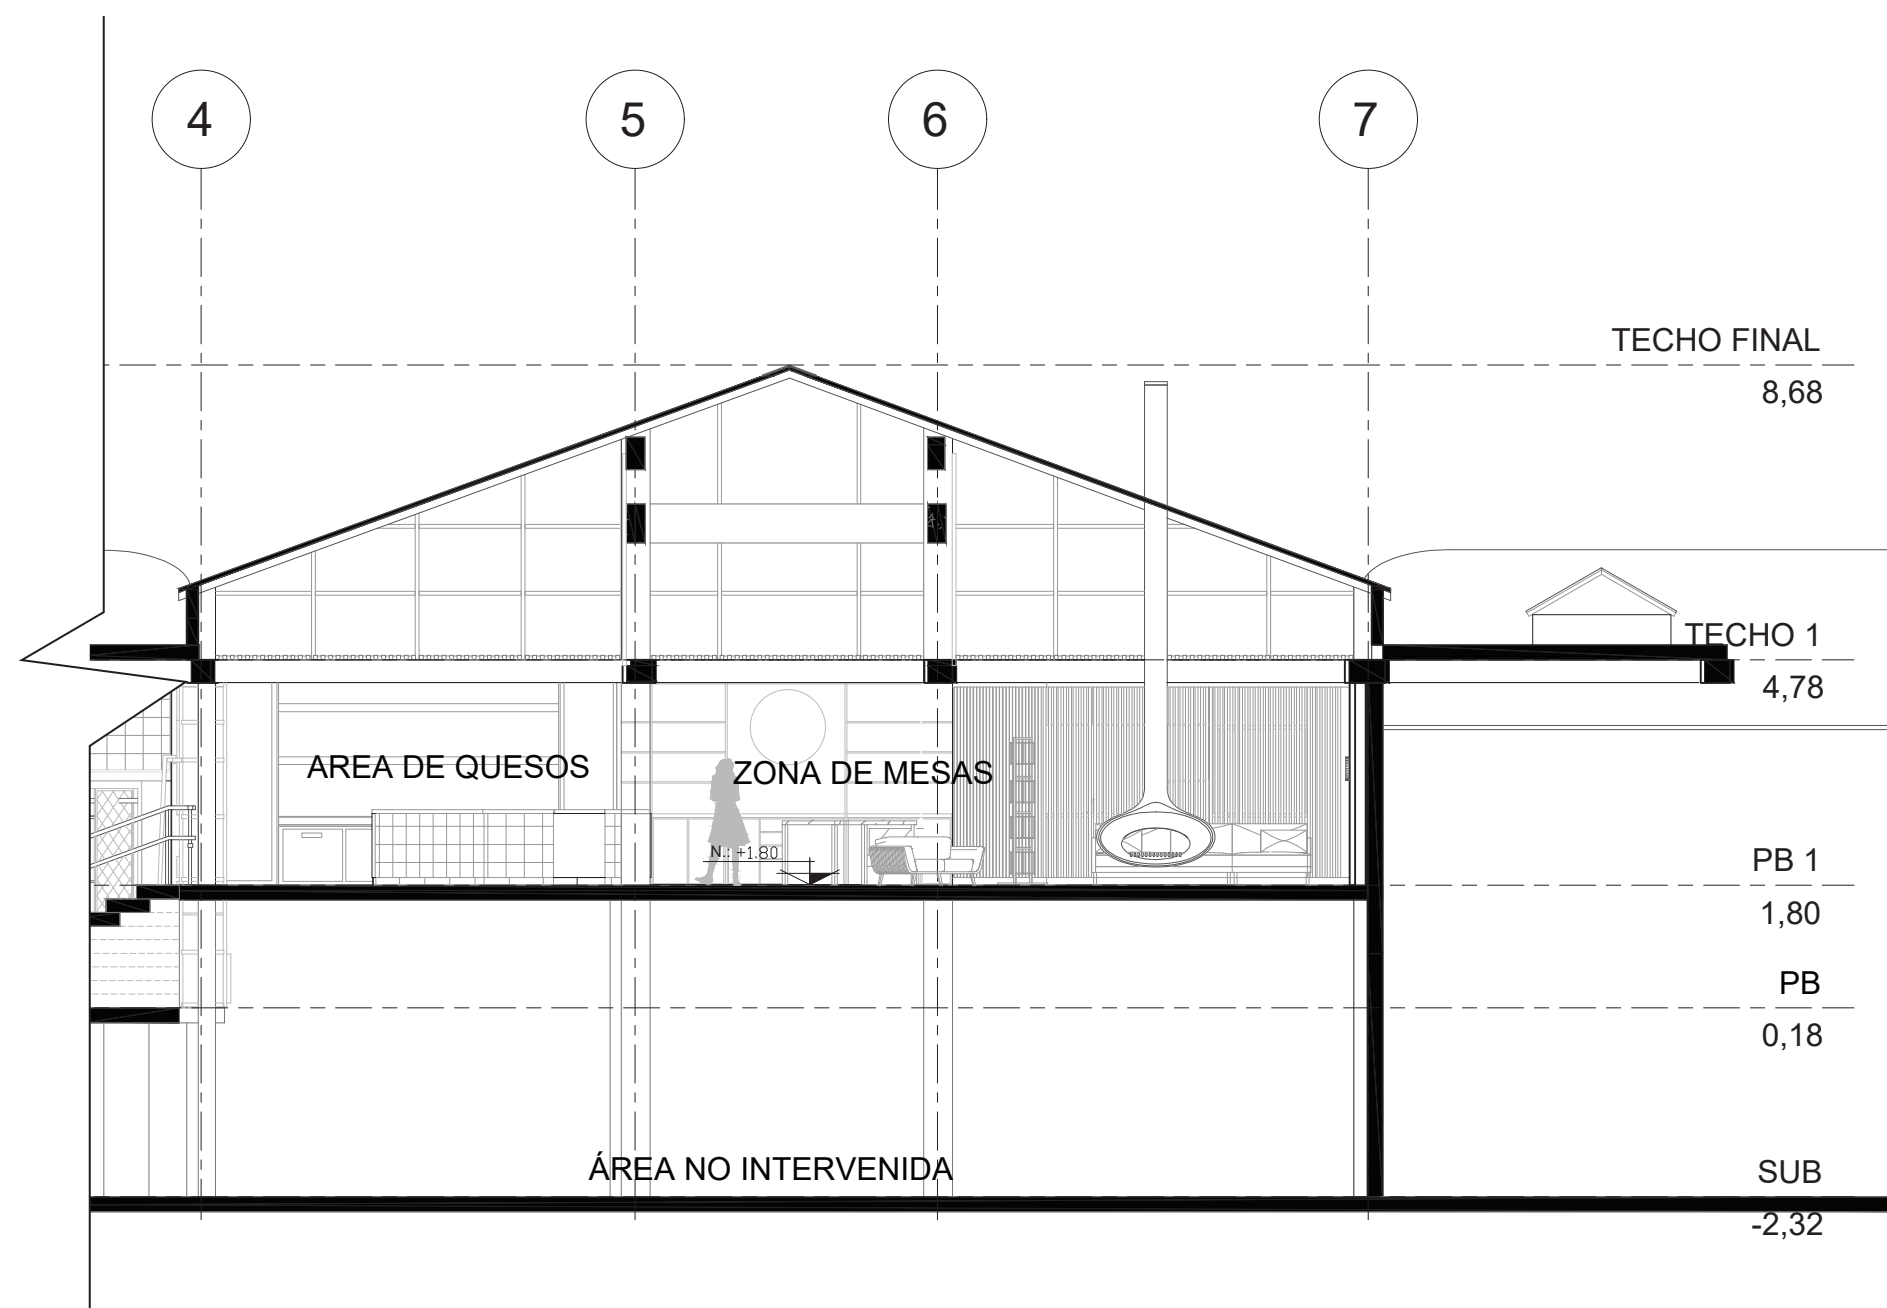 4
5
6
7
TECHO FINAL
8,68
TECHO 1
4,78
AREA DE QUESOS
ZONA DE MESAS
N.: +1.80
PB 1
1,80
PB
0,18
ÁREA NO INTERVENIDA
SUB
-2,32